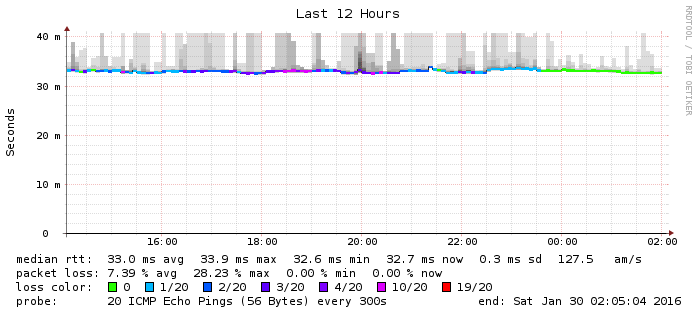 Last 12 Hours
RRDTOOL / TOBI OETIKER
Seconds
40 m
30 m
20 m
10 m
0
16:00 18:00 20:00 22:00 00:00 02:00
median rtt: 33.0 ms avg 33.9 ms max 32.6 ms min 32.7 ms now 0.3 ms sd 127.5 am/s
packet loss: 7.39 % avg 28.23 % max 0.00 % min 0.00 % now
loss color: 0 1/20 2/20 3/20 4/20 10/20 19/20
probe: 20 ICMP Echo Pings (56 Bytes) every 300s end: Sat Jan 30 02:05:04 2016